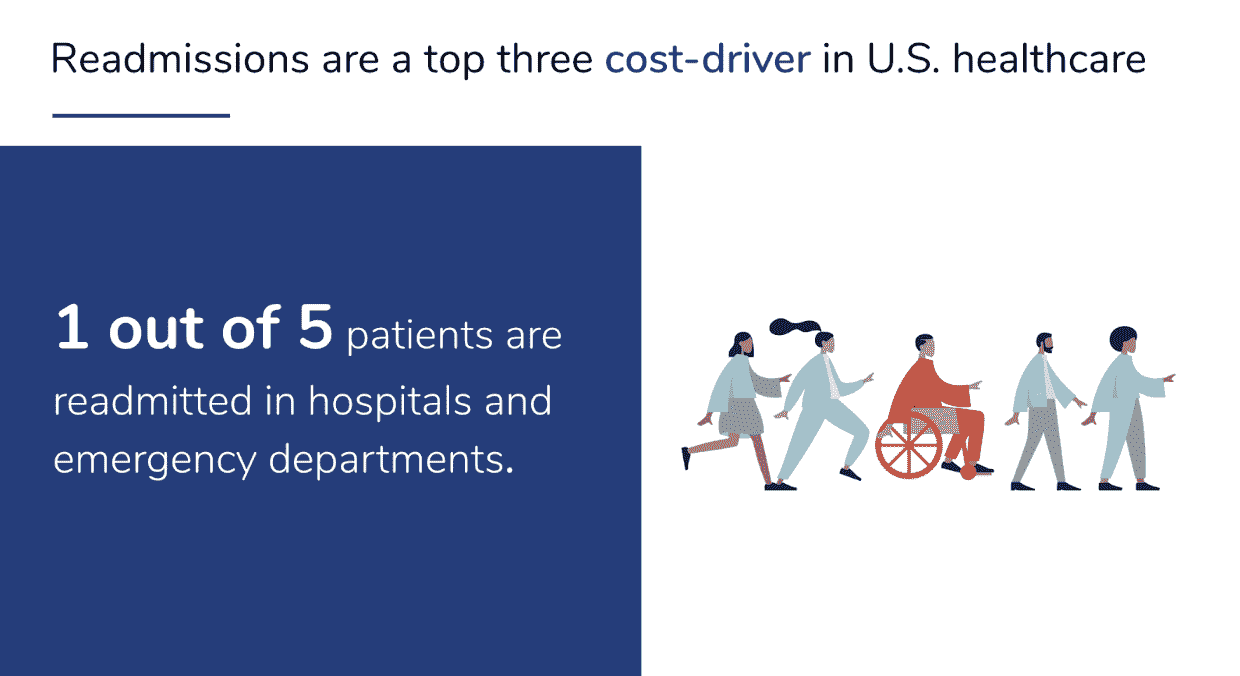 Readmissions are a top three cost-driver in U.S. healthcare
1 out of 5 patients are
readmitted in hospitals and
emergency departments.